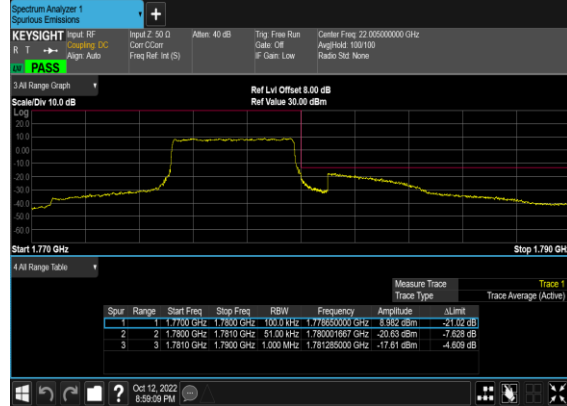 Spectrum Analyzer 1
Spurious Emissions
+
KEYSIGHT Input: RF Input Z: 50 Ω Atten: 40 dB Trig: Free Run Center Freq: 22.005000000 GHz
R T Coupling: DC Corr CCorr Gate: Off Avg|Hold: 100/100
Align: Auto Freq Ref: Int (S) IF Gain: Low Radio Std: None
PASS
3 All Range Graph
Ref Lvl Offset 8.00 dB
Scale/Div 10.0 dB Ref Value 30.00 dBm
Log
20.0
10.0
0.00
-10.0
-20.0
-30.0
-40.0
-50.0
-60.0
Start 1.770 GHz Stop 1.790 GHz
4 All Range Table
Measure Trace Trace 1
Trace Type Trace Average (Active)
Spur Range Start Freq Stop Freq RBW Frequency Amplitude ΔLimit
1 1 1.7700 GHz 1.7800 GHz 100.0 kHz 1.778650000 GHz 8.982 dBm -21.02 dB
2 2 1.7800 GHz 1.7810 GHz 51.00 kHz 1.780001667 GHz -20.63 dBm -7.628 dB
3 3 1.7810 GHz 1.7900 GHz 1.000 MHz 1.781285000 GHz -17.61 dBm -4.609 dB
? Oct 12, 2022
8:59:09 PM